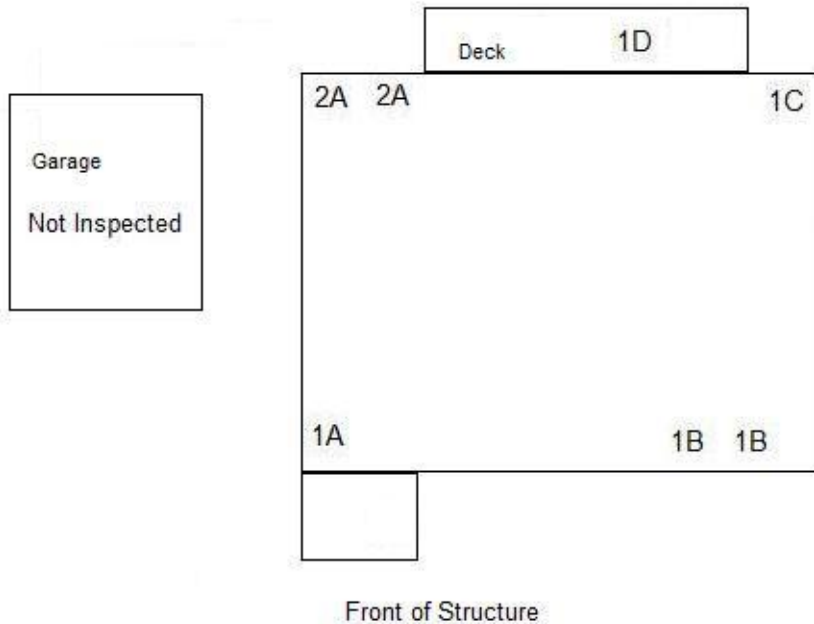 Deck 1D
2A 2A 1C
Garage
Not Inspected
1A 1B 1B
Front of Structure